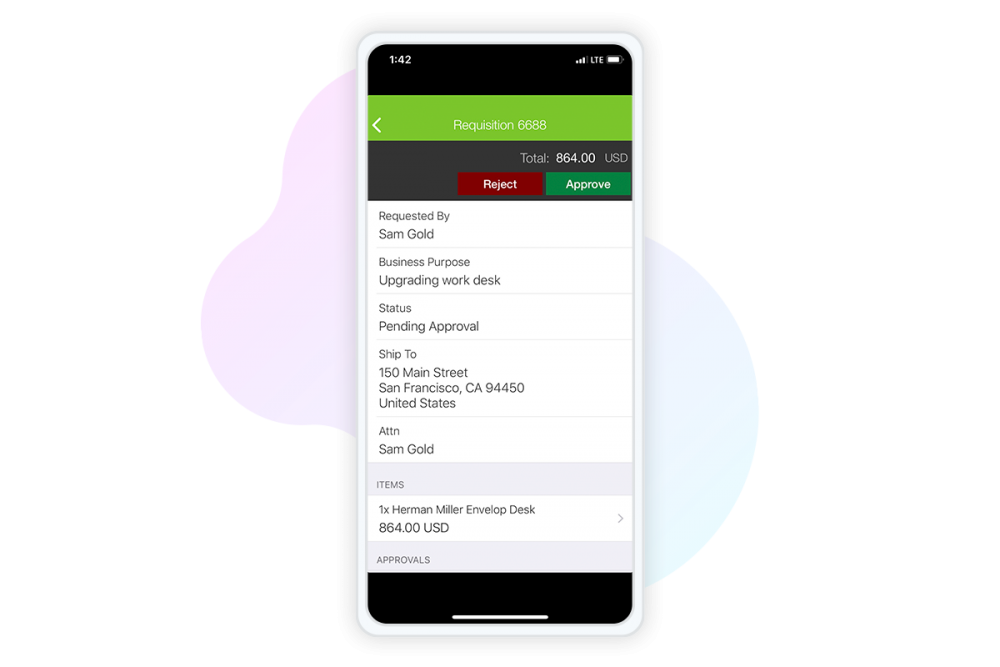 1:42
LTE
Requisition 6688
Total: 864.00 USD
Reject
Approve
Requested By
Sam Gold
Business Purpose
Upgrading work desk
Status
Pending Approval
Ship To
150 Main Street
San Francisco, CA 94450
United States
Attn
Sam Gold
ITEMS
1x Herman Miller Envelop Desk
864.00 USD
APPROVALS